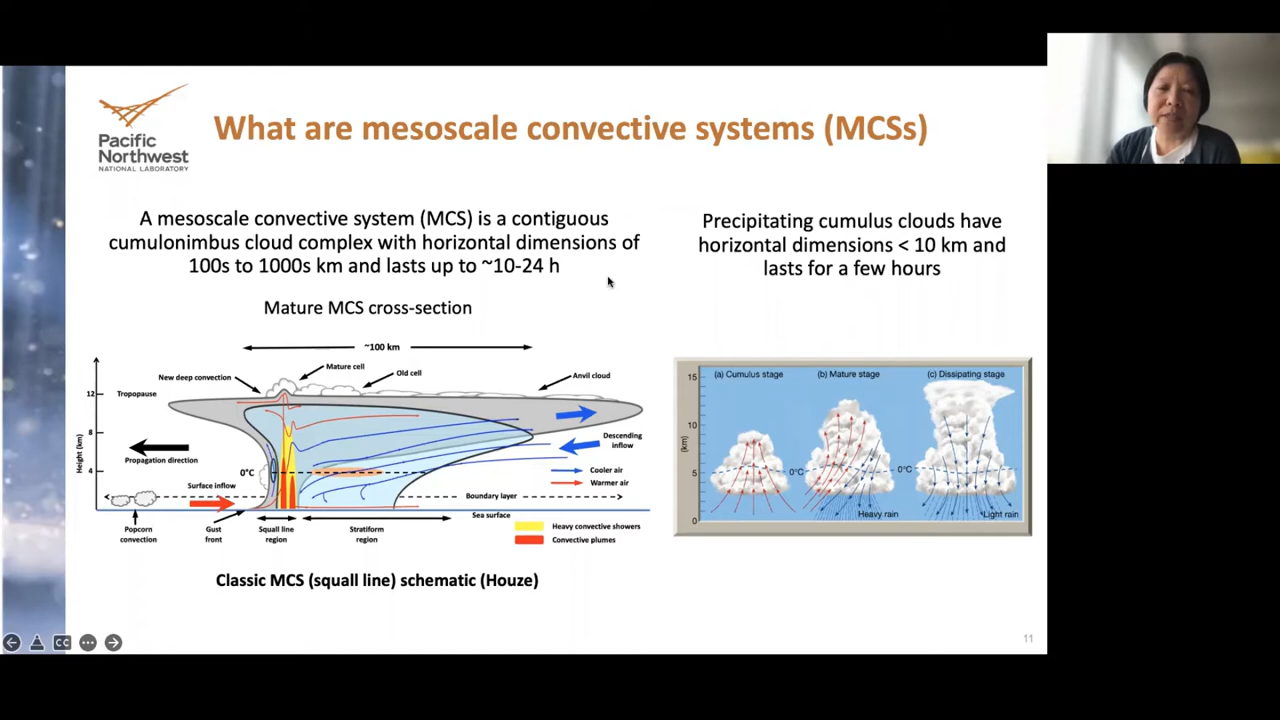 Pacific
Northwest
NATIONAL LABORATORY
What are mesoscale convective systems (MCSs)
A mesoscale convective system (MCS) is a contiguous
cumulonimbus cloud complex with horizontal dimensions of
100s to 1000s km and lasts up to ~10-24 h
Mature MCS cross-section
~100 km
Mature cell
New deep convection
Old cell
Anvil cloud
Tropopause
12
8
4
Height (km)
Propagation direction
0°C
Descending
inflow
Cooler air
Warmer air
Surface inflow
Boundary layer
Sea surface
Popcorn
convection
Gust
front
Squall line
region
Stratiform
region
Heavy convective showers
Convective plumes
Classic MCS (squall line) schematic (Houze)
Precipitating cumulus clouds have
horizontal dimensions < 10 km and
lasts for a few hours
(a) Cumulus stage
(b) Mature stage
(c) Dissipating stage
15
10
5
0
(km)
0°C
0°C
Heavy rain
Light rain
CC
11